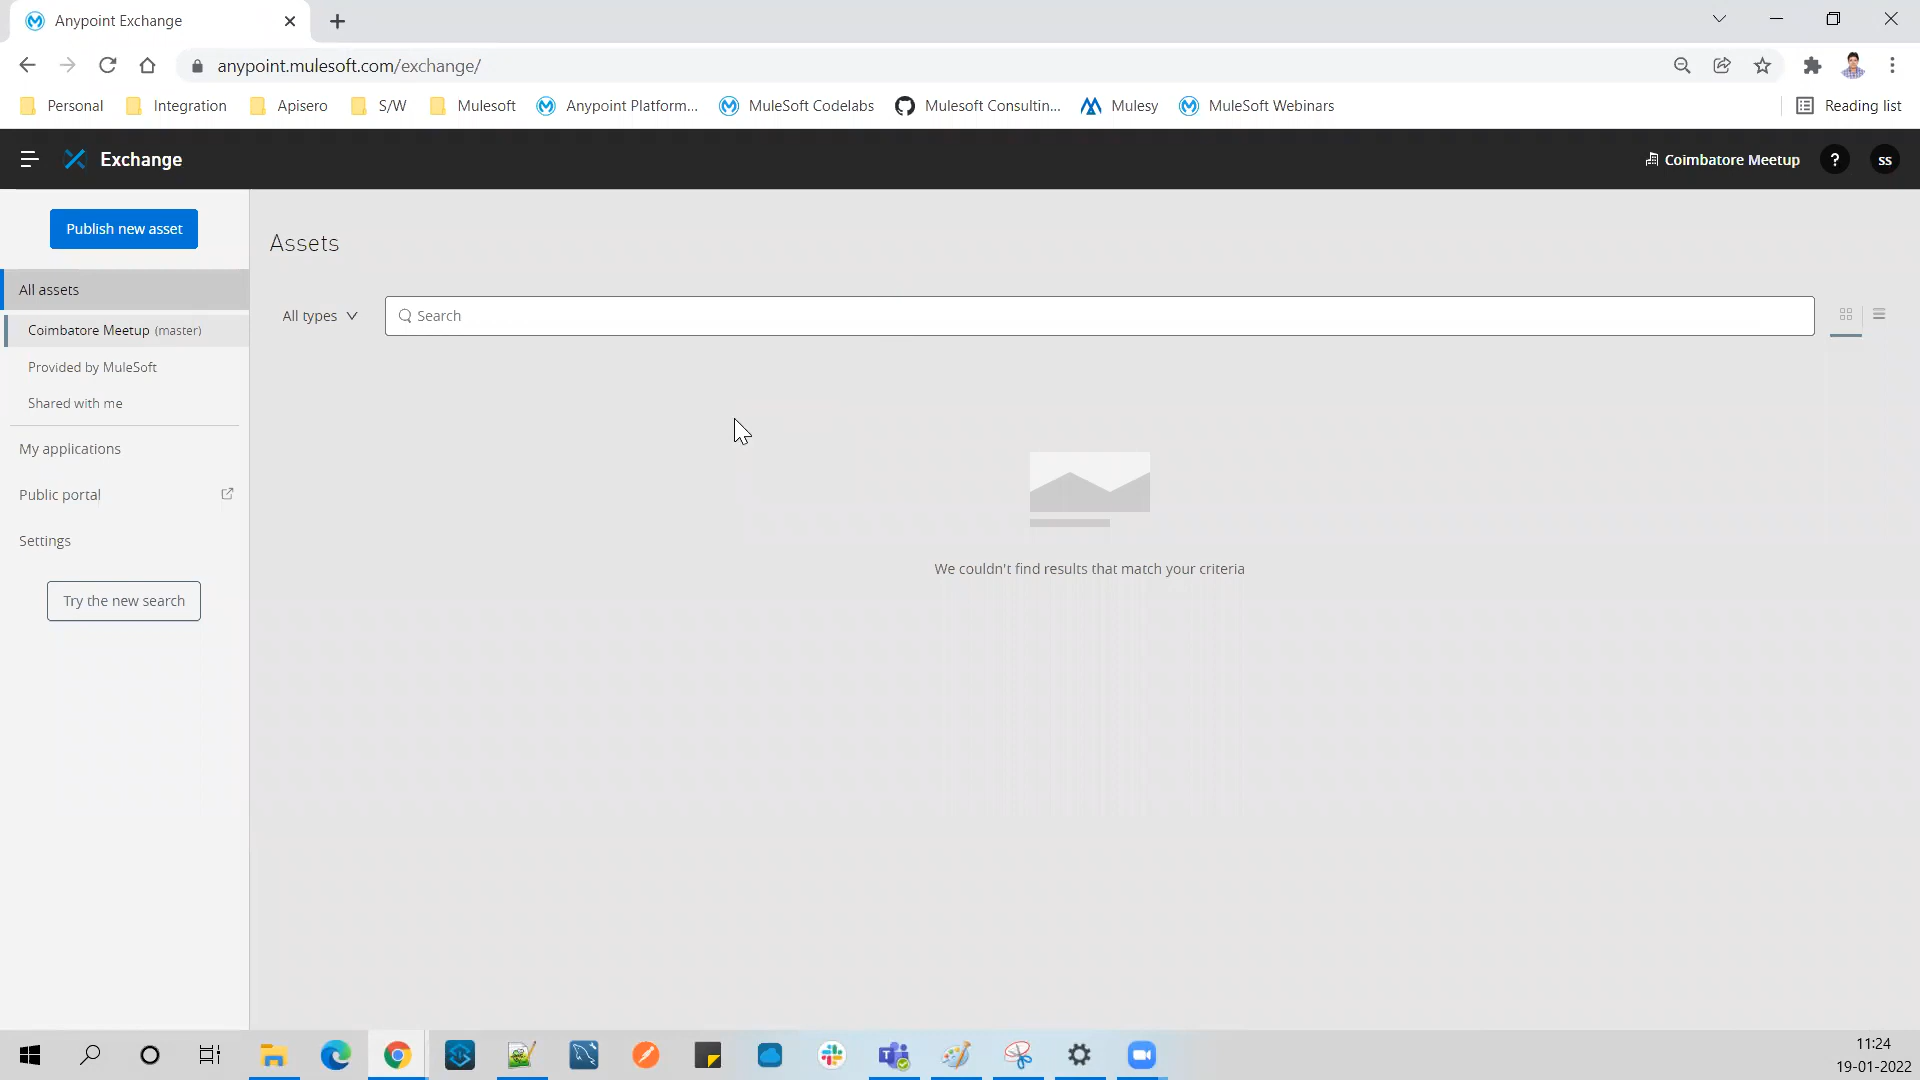 Anypoint Exchange
anypoint.mulesoft.com/exchange/
Personal Integration Apisero S/W Mulesoft Anypoint Platform... MuleSoft Codelabs Mulesoft Consultin... Mulesy MuleSoft Webinars Reading list
Exchange Coimbatore Meetup ? ss
Publish new asset
Assets
All assets
All types Search
Coimbatore Meetup (master)
Provided by MuleSoft
Shared with me
My applications
Public portal
Settings
We couldn't find results that match your criteria
Try the new search
11:24
19-01-2022